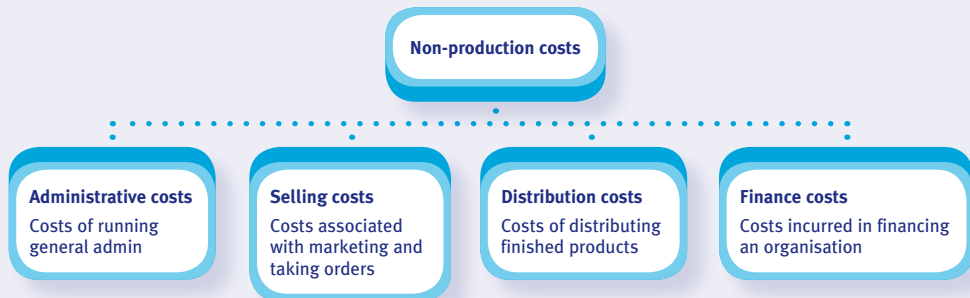 Non-production costs
Administrative costs
Costs of running
general admin
Selling costs
Costs associated
with marketing and
taking orders
Distribution costs
Costs of distributing
finished products
Finance costs
Costs incurred in financing
an organisation